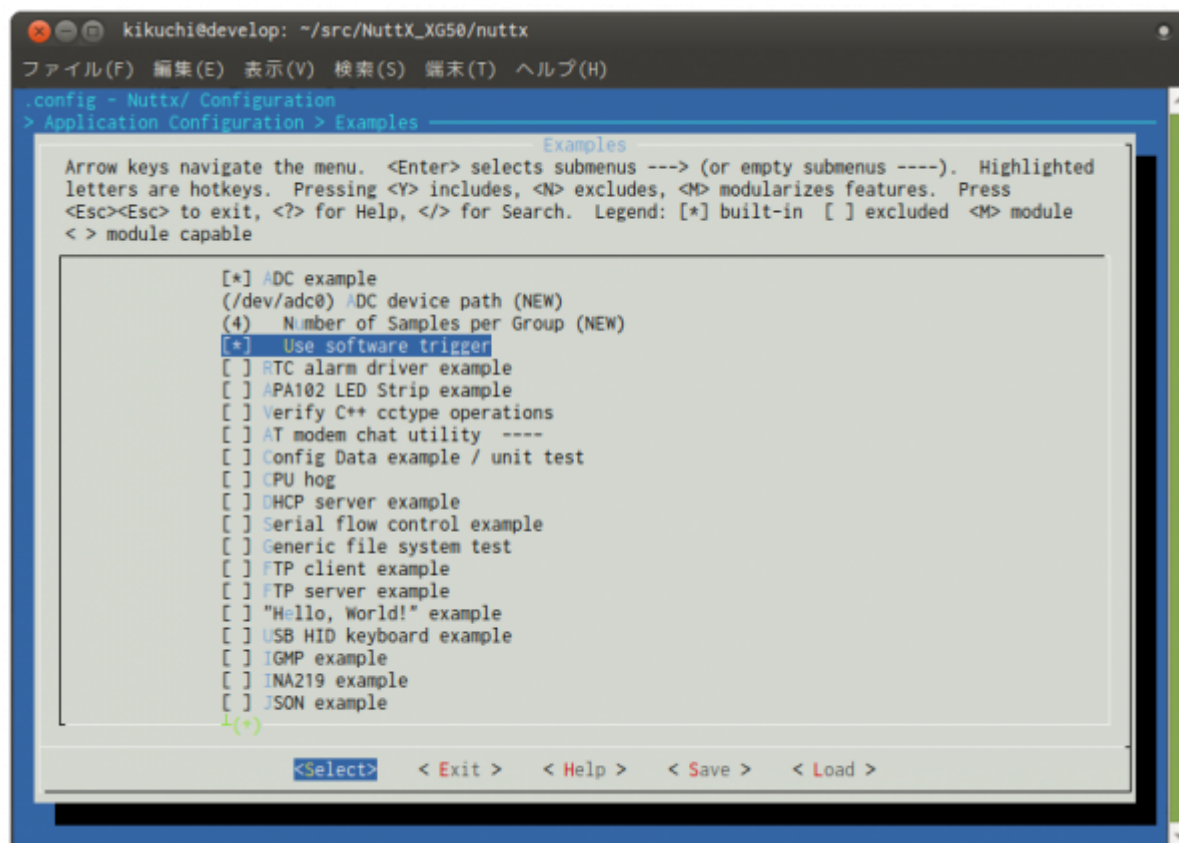 kikuchi@develop: ~/src/NuttX_XG50/nuttx
ファイル(F) 編集(E) 表示(V) 検索(S) 端末(T) ヘルプ(H)
.config - Nuttx/ Configuration
> Application Configuration > Examples
Examples
Arrow keys navigate the menu. <Enter> selects submenus ---> (or empty submenus ----). Highlighted
letters are hotkeys. Pressing <Y> includes, <N> excludes, <M> modularizes features. Press
<Esc><Esc> to exit, <?> for Help, </> for Search. Legend: [*] built-in [ ] excluded <M> module
< > module capable
[*] ADC example
(/dev/adc0) ADC device path (NEW)
(4) Number of Samples per Group (NEW)
[*] Use software trigger
[ ] RTC alarm driver example
[ ] APA102 LED Strip example
[ ] Verify C++ cctype operations
[ ] AT modem chat utility ----
[ ] Config Data example / unit test
[ ] CPU hog
[ ] DHCP server example
[ ] Serial flow control example
[ ] Generic file system test
[ ] FTP client example
[ ] FTP server example
[ ] "Hello, World!" example
[ ] USB HID keyboard example
[ ] IGMP example
[ ] INA219 example
[ ] JSON example
┴(+)
<Select> < Exit > < Help > < Save > < Load >